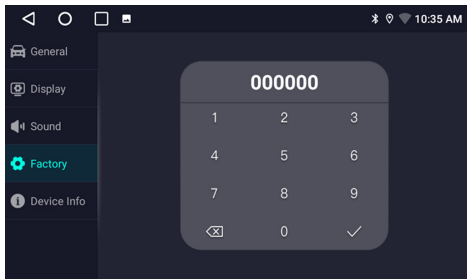 10:35 AM
General
Display
Sound
Factory
Device Info
000000
1 2 3
4 5 6
7 8 9
0